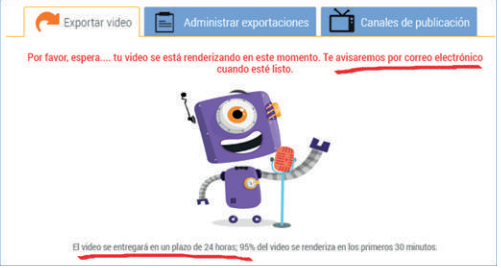 Exportar video
Administrar exportaciones
Canales de publicación
Por favor, espera.... tu video se está renderizando en este momento. Te avisaremos por correo electrónico
cuando esté listo.
El video se entregará en un plazo de 24 horas; 95% del video se renderiza en los primeros 30 minutos.